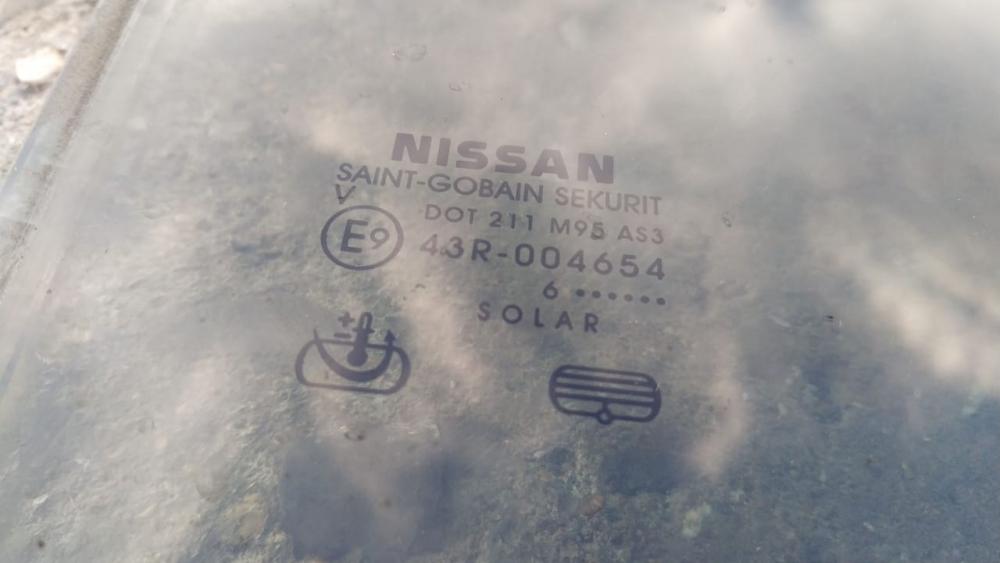 NISSAN
SAINT-GOBAIN SEKURIT
V
DOT 211 M95 AS3
E9 43R-004654
6 ••••••
SOLAR